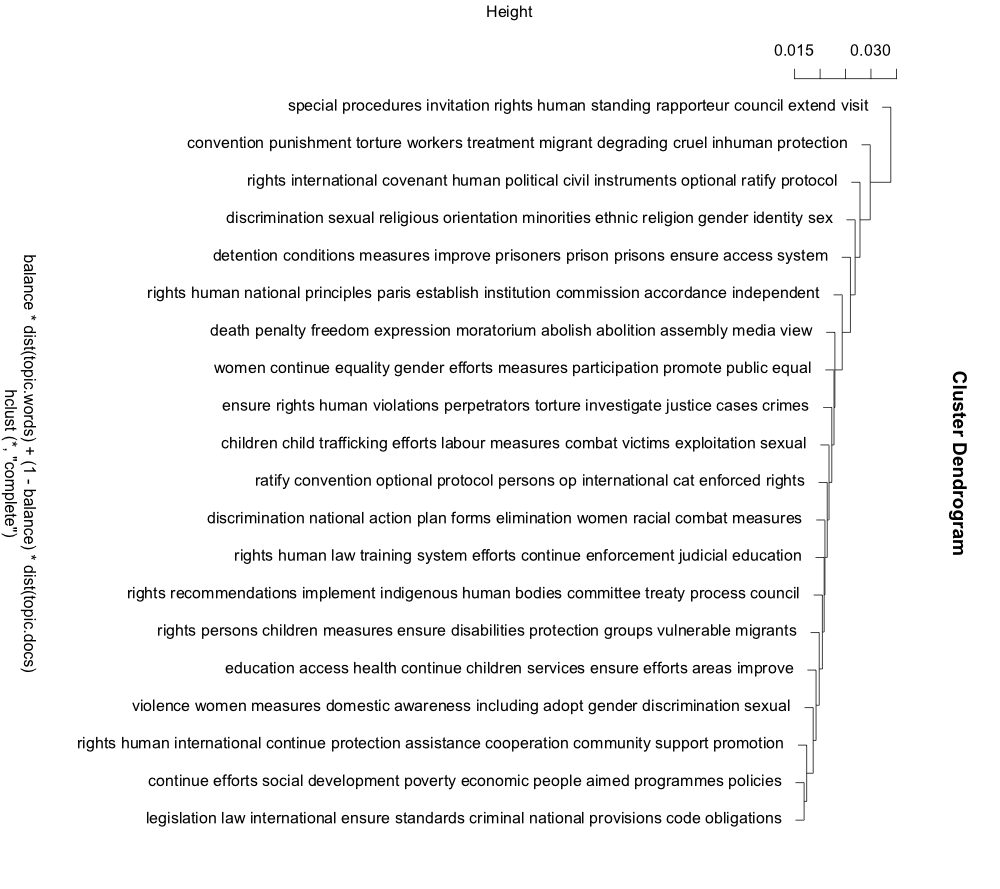 Height
0.015 0.030
special procedures invitation rights human standing rapporteur council extend visit
convention punishment torture workers treatment migrant degrading cruel inhuman protection
rights international covenant human political civil instruments optional ratify protocol
discrimination sexual religious orientation minorities ethnic religion gender identity sex
detention conditions measures improve prisoners prison prisons ensure access system
rights human national principles paris establish institution commission accordance independent
death penalty freedom expression moratorium abolish abolition assembly media view
women continue equality gender efforts measures participation promote public equal
ensure rights human violations perpetrators torture investigate justice cases crimes
children child trafficking efforts labour measures combat victims exploitation sexual
ratify convention optional protocol persons op international cat enforced rights
discrimination national action plan forms elimination women racial combat measures
rights human law training system efforts continue enforcement judicial education
rights recommendations implement indigenous human bodies committee treaty process council
rights persons children measures ensure disabilities protection groups vulnerable migrants
education access health continue children services ensure efforts areas improve
violence women measures domestic awareness including adopt gender discrimination sexual
rights human international continue protection assistance cooperation community support promotion
continue efforts social development poverty economic people aimed programmes policies
legislation law international ensure standards criminal national provisions code obligations
Cluster Dendrogram
balance * dist(topic.words) + (1 - balance) * dist(topic.docs)
hclust (*, "complete")